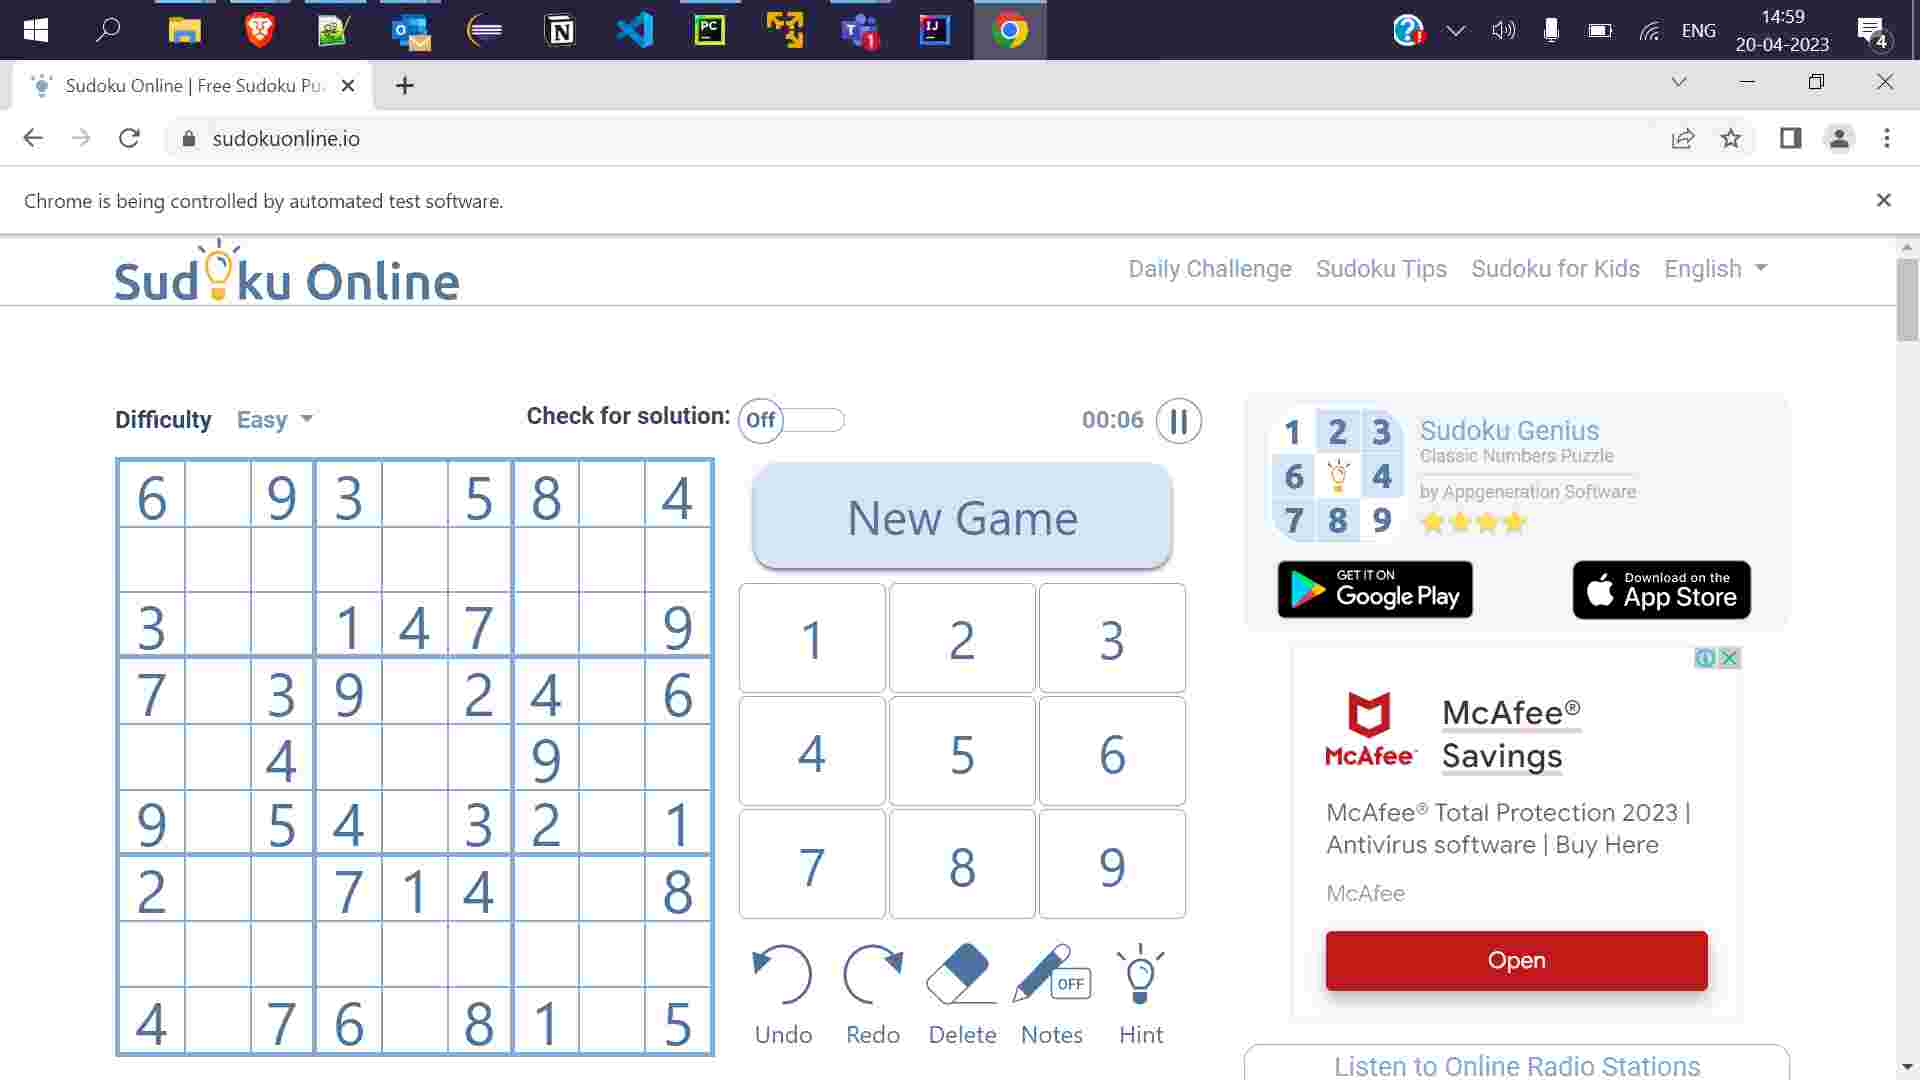 PC
1
IJ
ENG
14:59
20-04-2023
4
Sudoku Online | Free Sudoku Pu
sudokuonline.io
Chrome is being controlled by automated test software.
Sudoku Online
Daily Challenge Sudoku Tips Sudoku for Kids English
Difficulty Easy
Check for solution: Off
00:06
6 9 3 5 8 4
3 1 4 7 9
7 3 9 2 4 6
4 9
9 5 4 3 2 1
2 7 1 4 8
4 7 6 8 1 5
New Game
1 2 3
4 5 6
7 8 9
Undo Redo Delete Notes Hint
OFF
1 2 3
6 4
7 8 9
Sudoku Genius
Classic Numbers Puzzle
by Appgeneration Software
GET IT ON
Google Play
Download on the
App Store
McAfee
McAfee®
Savings
McAfee® Total Protection 2023 |
Antivirus software | Buy Here
McAfee
Open
Listen to Online Radio Stations